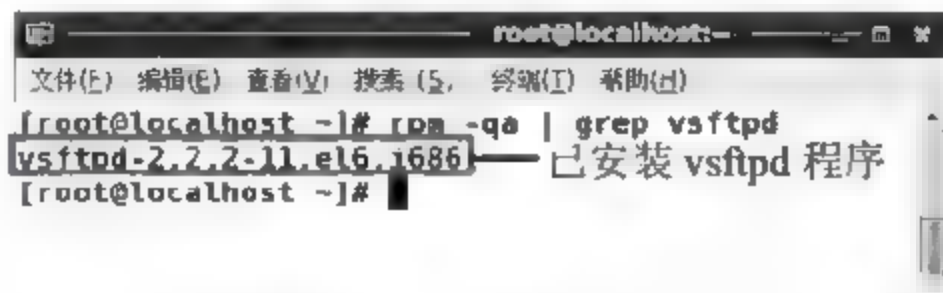 root@localhost:~
文件(F) 编辑(E) 查看(V) 搜索(S) 终端(T) 帮助(H)
[root@localhost ~]# rpm -qa | grep vsftpd
vsftpd-2.2.2-11.el6.i686 已安装 vsftpd 程序
[root@localhost ~]#